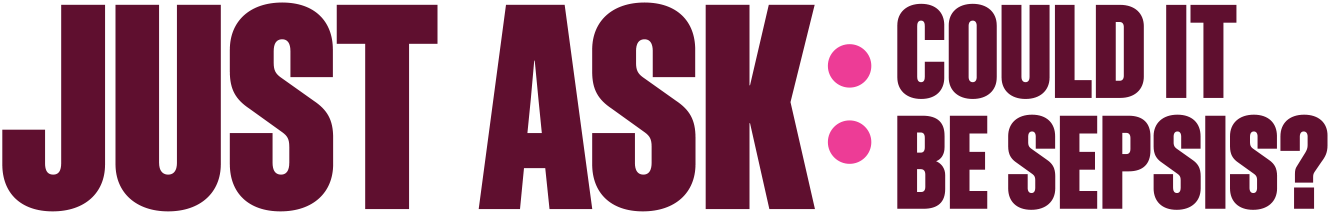 JUST ASK:
COULD IT
BE SEPSIS?